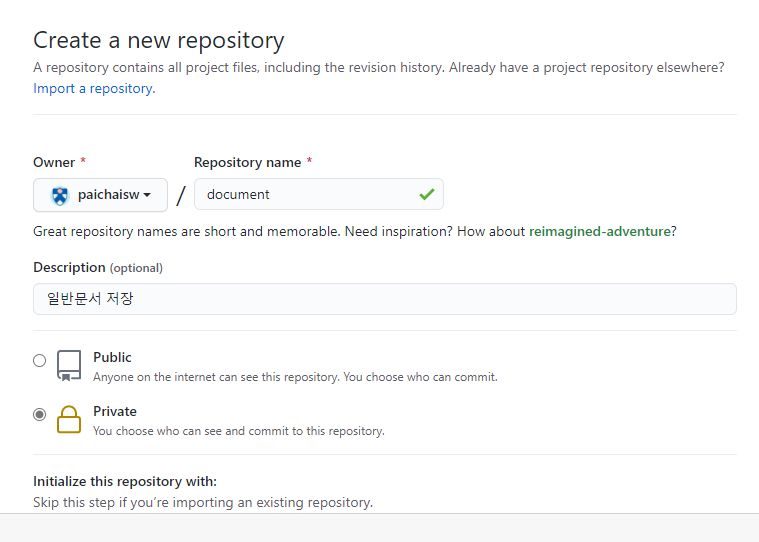 Create a new repository
A repository contains all project files, including the revision history. Already have a project repository elsewhere?
Import a repository.
Owner * Repository name *
paichaisw / document
Great repository names are short and memorable. Need inspiration? How about reimagined-adventure?
Description (optional)
일반문서 저장
Public
Anyone on the internet can see this repository. You choose who can commit.
Private
You choose who can see and commit to this repository.
Initialize this repository with:
Skip this step if you're importing an existing repository.